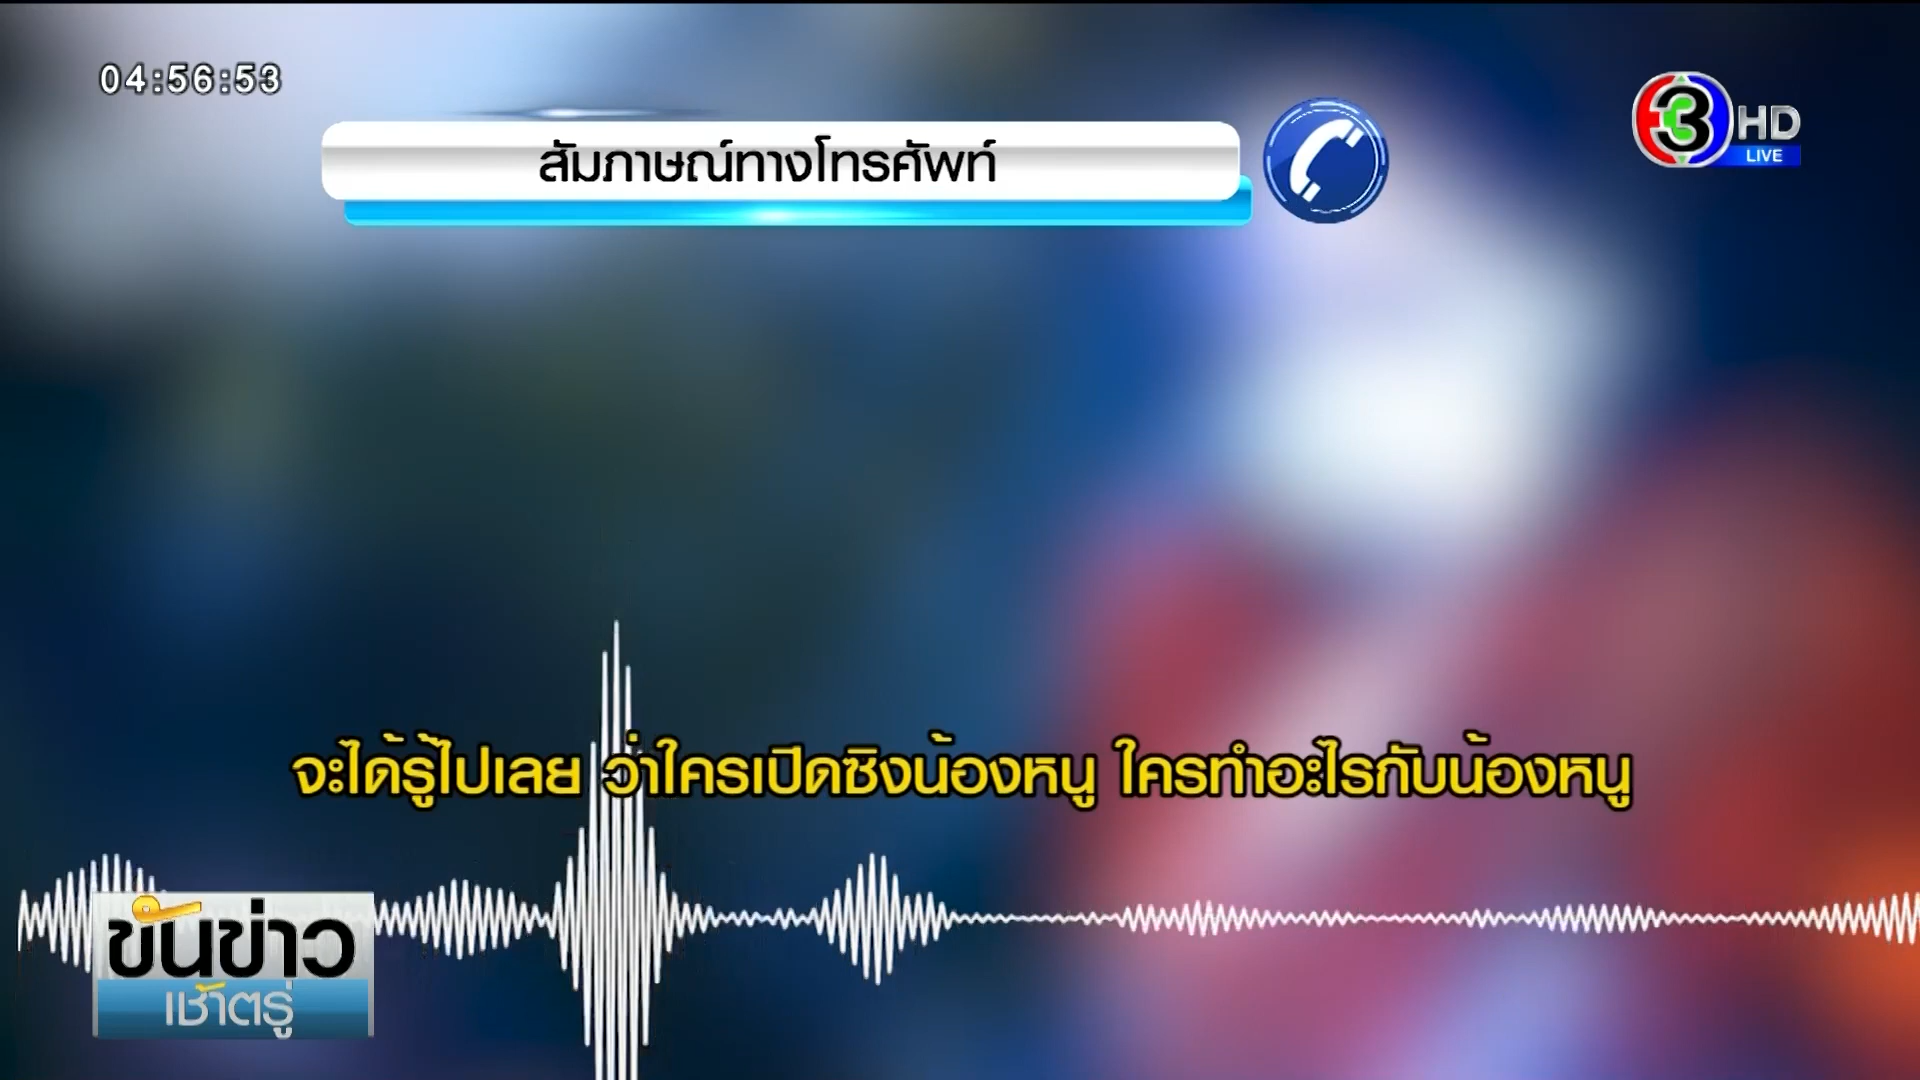 04:56:53
3 HD
LIVE
สัมภาษณ์ทางโทรศัพท์
จะได้รู้ไปเลย ว่าใครเปิดซิงน้องหนู ใครทำอะไรกับน้องหนู
ขันข่าว
เช้าตรู่